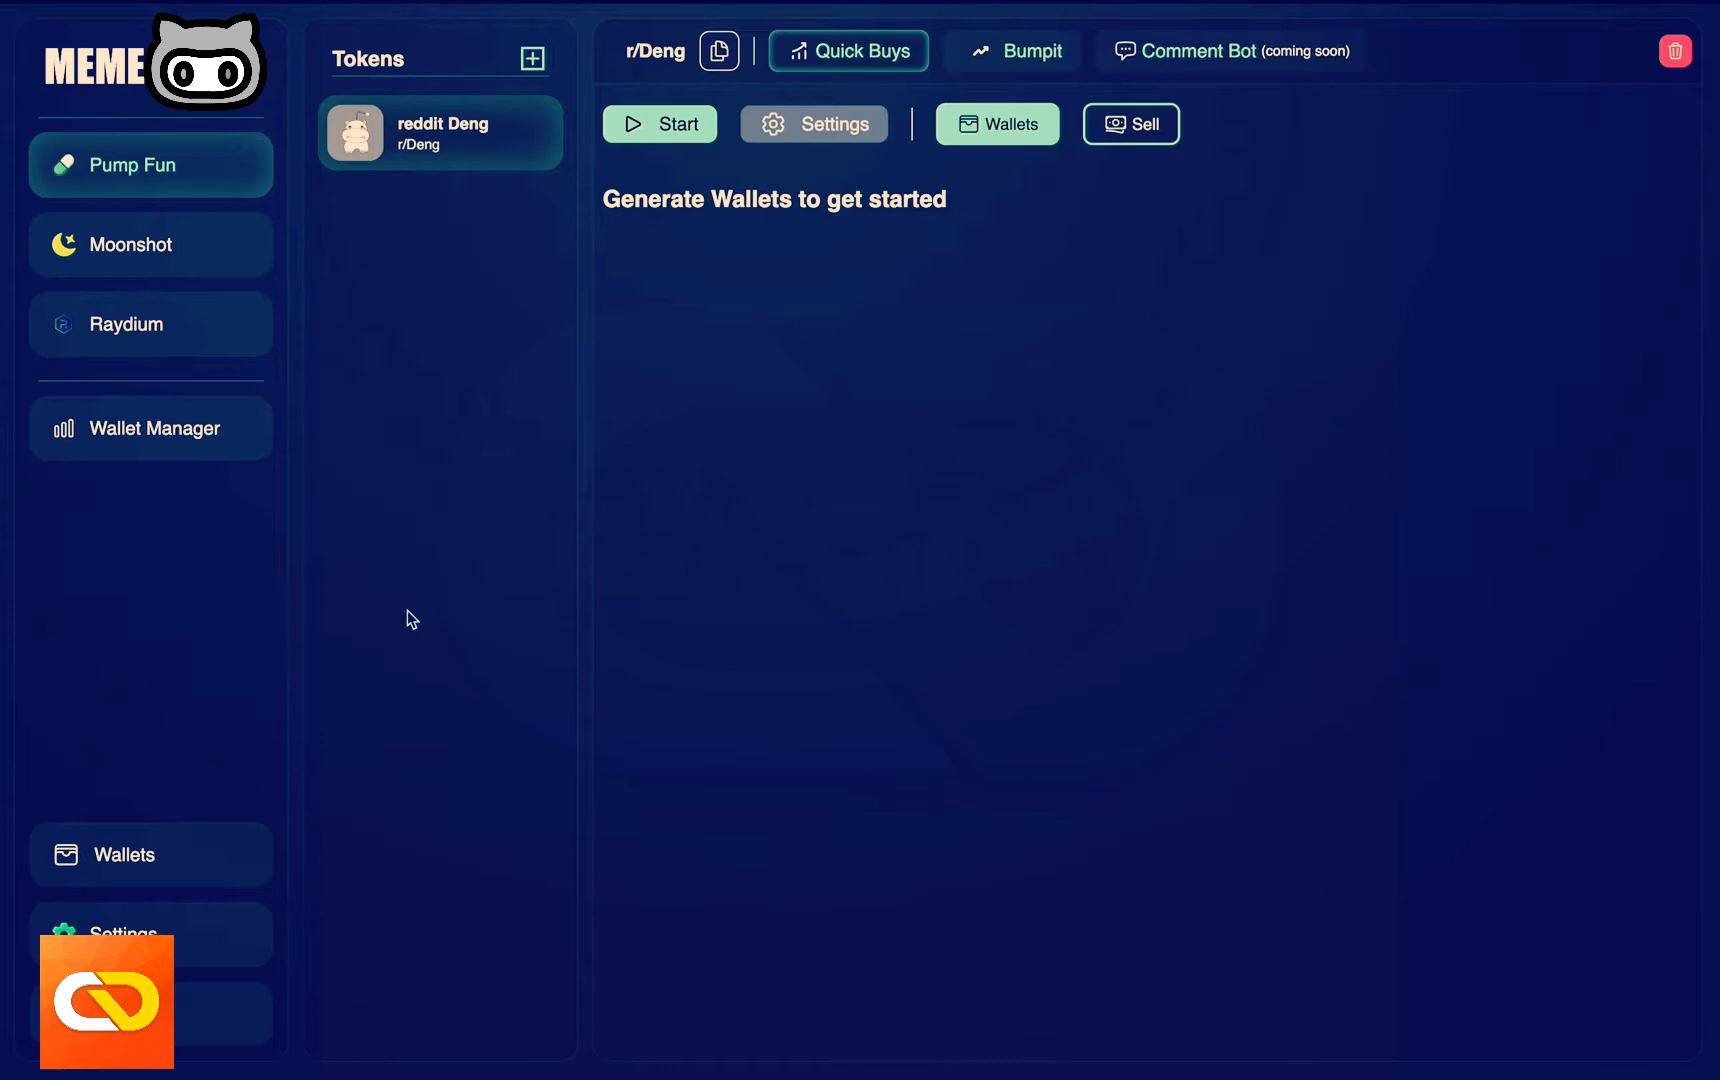 MEME
Pump Fun
Moonshot
Raydium
Wallet Manager
Wallets
Settings
Tokens
reddit Deng
r/Deng
r/Deng
Quick Buys
Bumpit
Comment Bot (coming soon)
Start
Settings
Wallets
Sell
Generate Wallets to get started